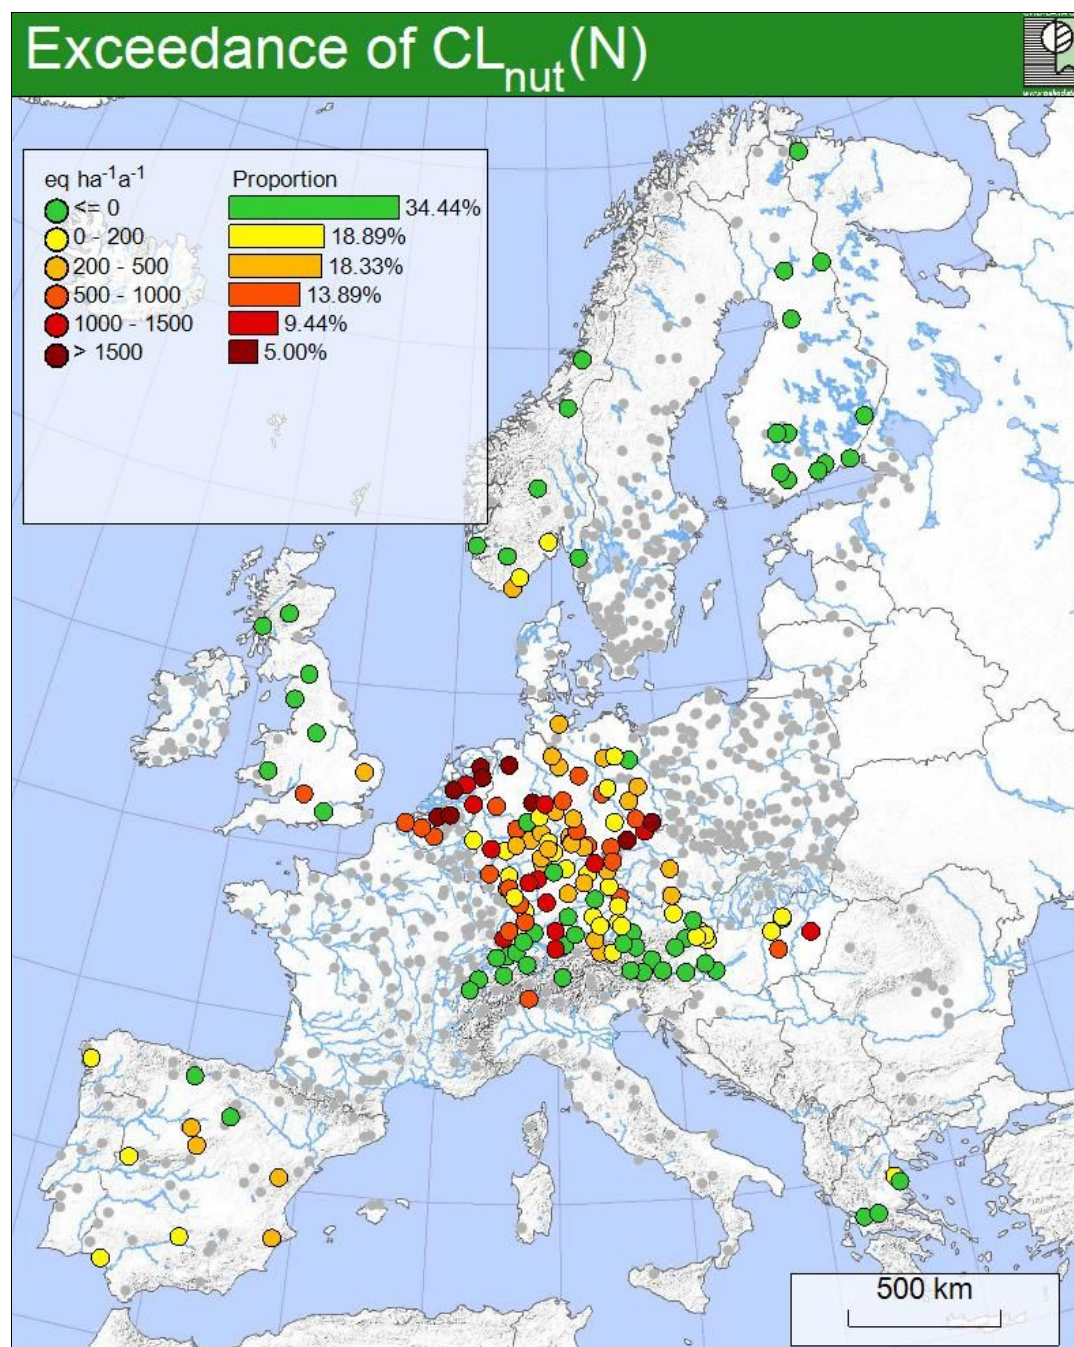 Exceedance of CLnut(N)
eq ha-1a-1 Proportion
<= 0 34.44%
0 - 200 18.89%
200 - 500 18.33%
500 - 1000 13.89%
1000 - 1500 9.44%
> 1500 5.00%
500 km